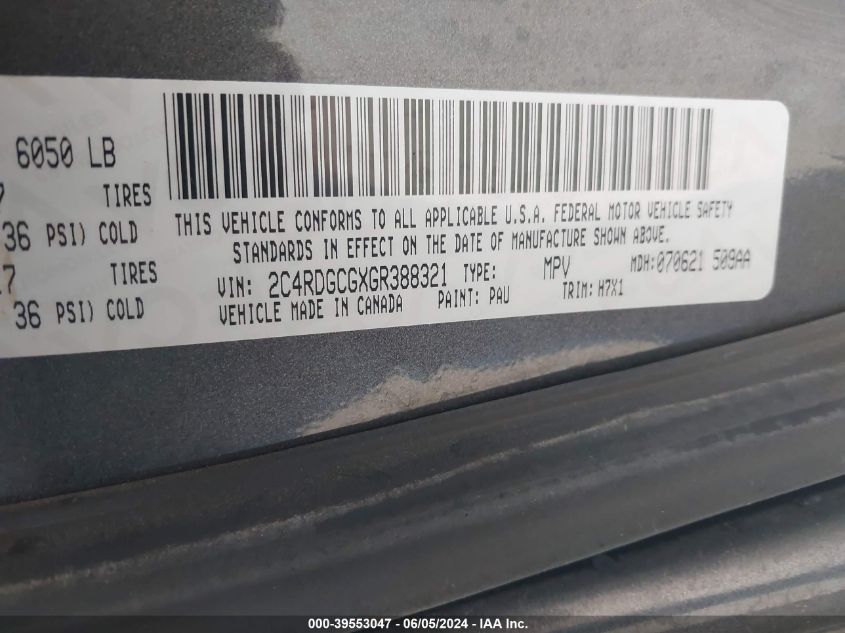 6050 LB
7 TIRES
36 PSI) COLD
17 TIRES
36 PSI) COLD
THIS VEHICLE CONFORMS TO ALL APPLICABLE U.S.A. FEDERAL MOTOR VEHICLE SAFETY
STANDARDS IN EFFECT ON THE DATE OF MANUFACTURE SHOWN ABOVE.
VIN: 2C4RDGCGXGR388321 TYPE: MPV MDH:070621 509AA
VEHICLE MADE IN CANADA PAINT: PAU TRIM: H7X1
000-39553047 - 06/05/2024 - IAA Inc.